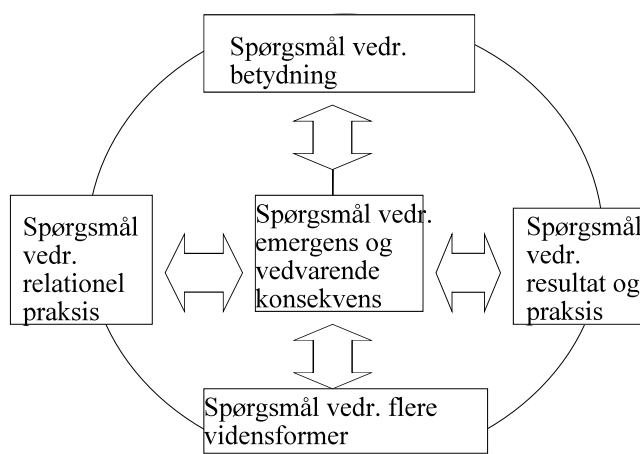 Spørgsmål vedr.
betydning
Spørgsmål
vedr.
relationel
praksis
Spørgsmål vedr.
emergens og
vedvarende
konsekvens
Spørgsmål
vedr.
resultat og
praksis
Spørgsmål vedr. flere
vidensformer